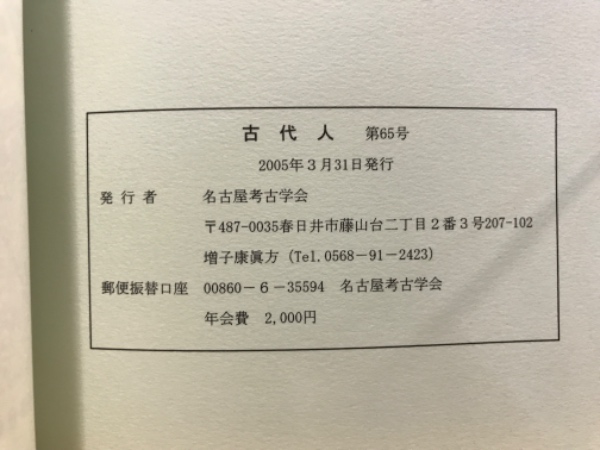 古代人 第65号
2005年3月31日発行
発行者 名古屋考古学会
〒487-0035春日井市藤山台二丁目2番3号207-102
増子康眞方（Tel.0568－91－2423）
郵便振替口座 00860－6－35594 名古屋考古学会
年会費 2,000円